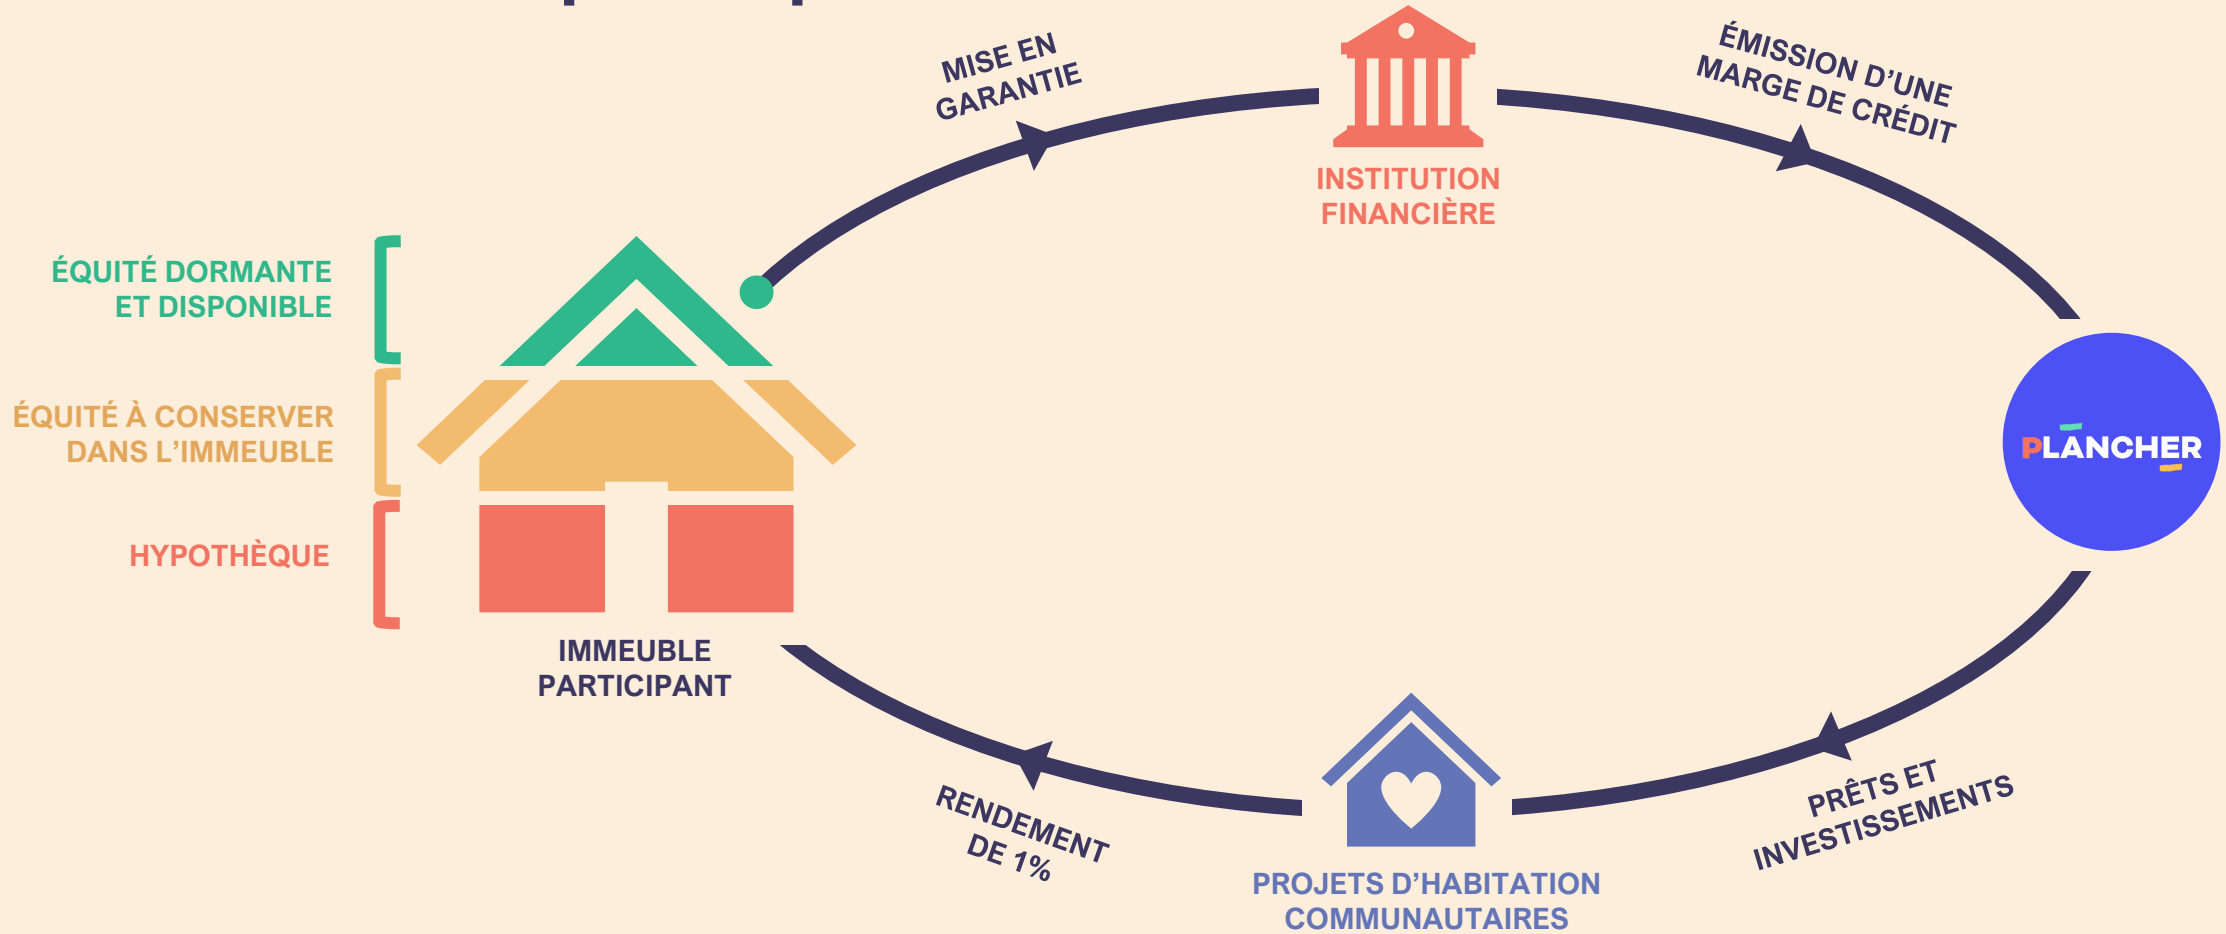 MISE EN
GARANTIE
ÉMISSION D’UNE
MARGE DE CRÉDIT
INSTITUTION
FINANCIÈRE
ÉQUITÉ DORMANTE
ET DISPONIBLE
ÉQUITÉ À CONSERVER
DANS L’IMMEUBLE
HYPOTHÈQUE
IMMEUBLE
PARTICIPANT
PLANCHER
PRÊTS ET
INVESTISSEMENTS
RENDEMENT
DE 1%
PROJETS D’HABITATION
COMMUNAUTAIRES